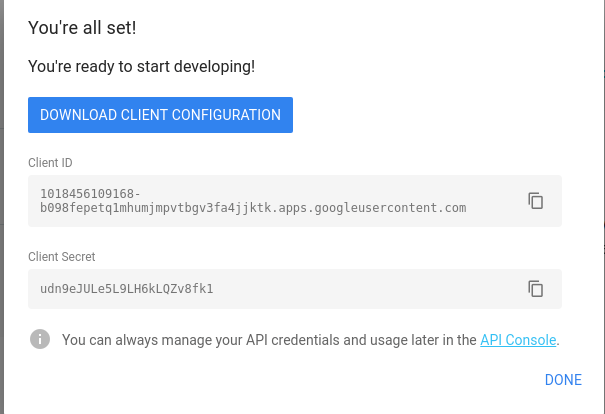 You're all set!
You're ready to start developing!
DOWNLOAD CLIENT CONFIGURATION
Client ID
1018456109168-
b098fepetq1mhumjmpvtbgv3fa4jjktk.apps.googleusercontent.com
Client Secret
udn9eJULe5L9LH6kLQZv8fk1
You can always manage your API credentials and usage later in the API Console.
DONE